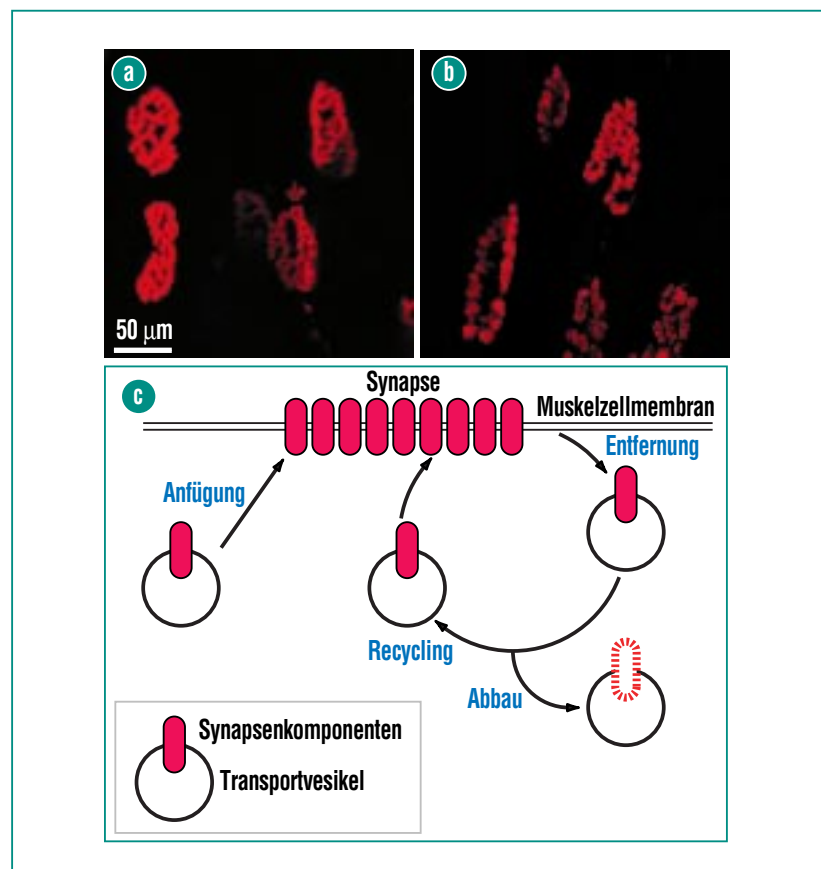 a
b
50 µm
c
Synapse
Muskelzellmembran
Entfernung
Anfügung
Recycling
Abbau
Synapsenkomponenten
Transportvesikel